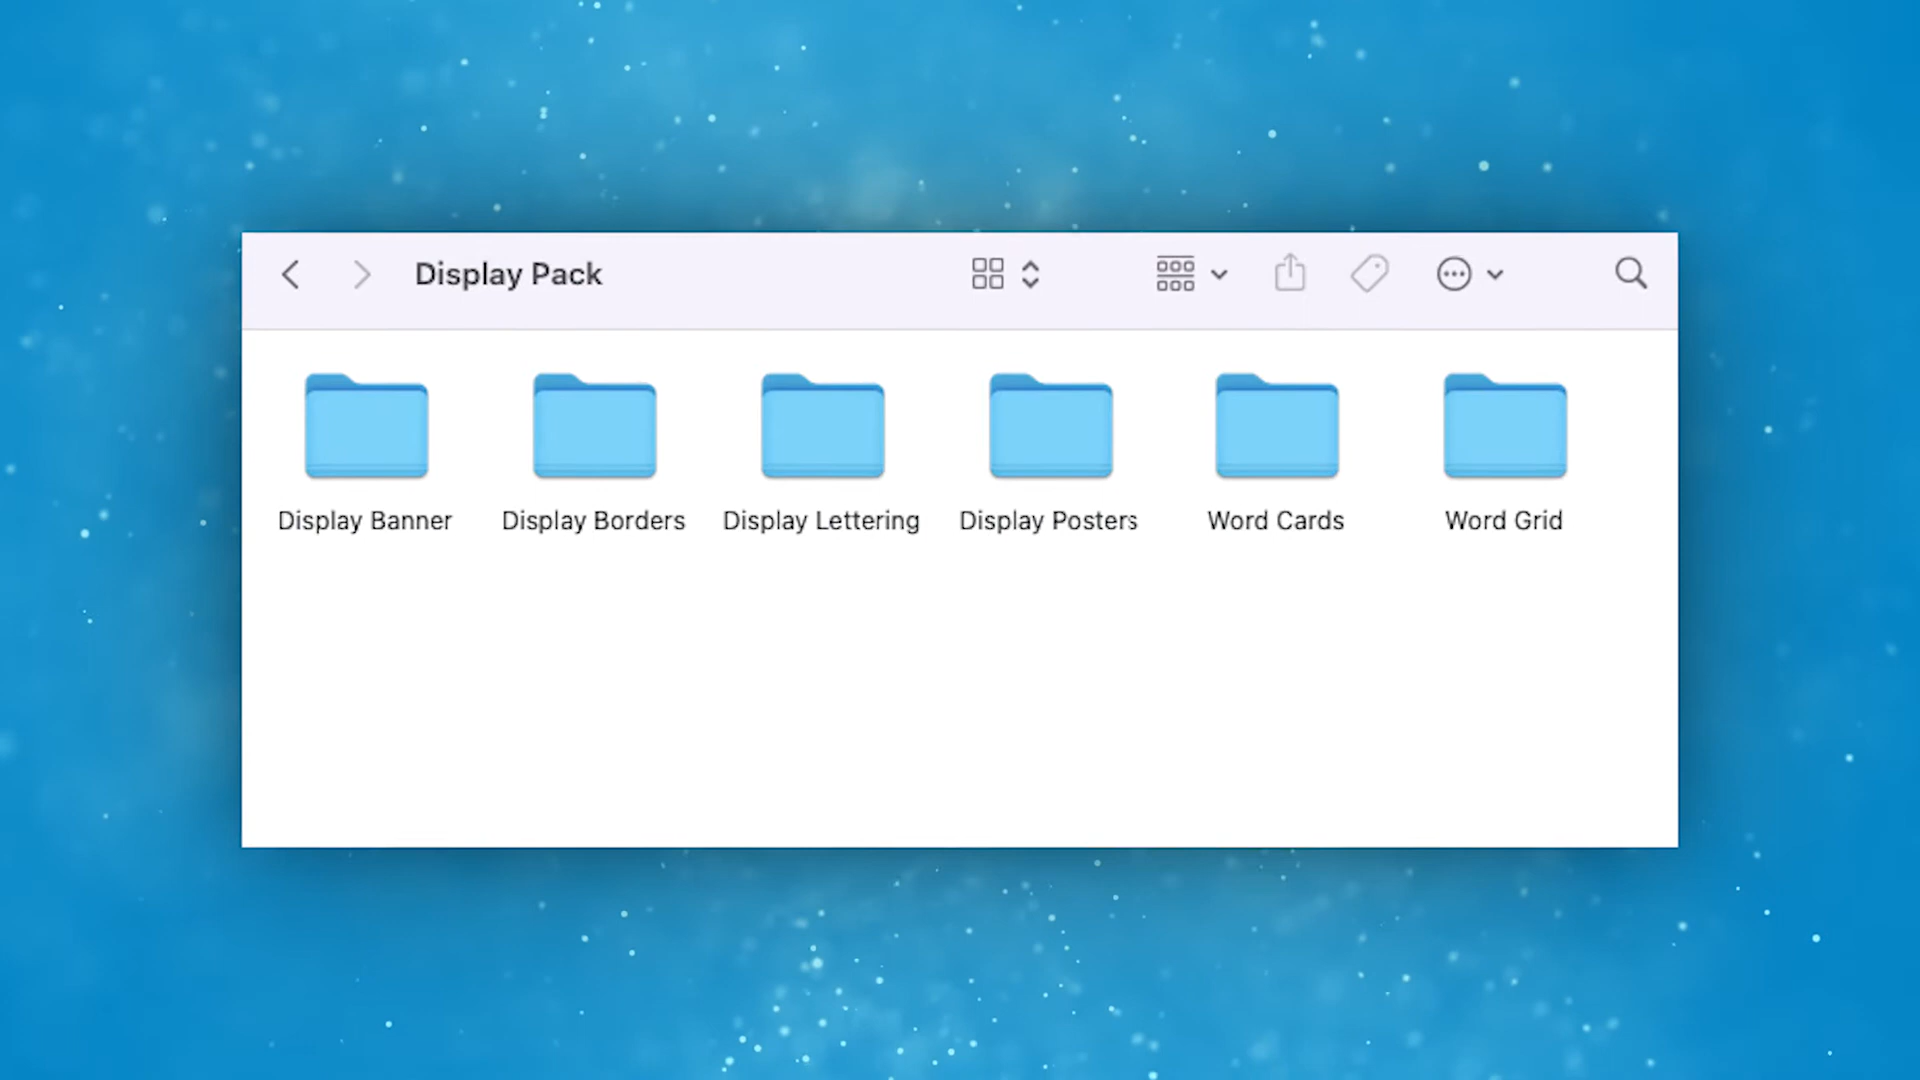 Display Pack
Display Banner
Display Borders
Display Lettering
Display Posters
Word Cards
Word Grid